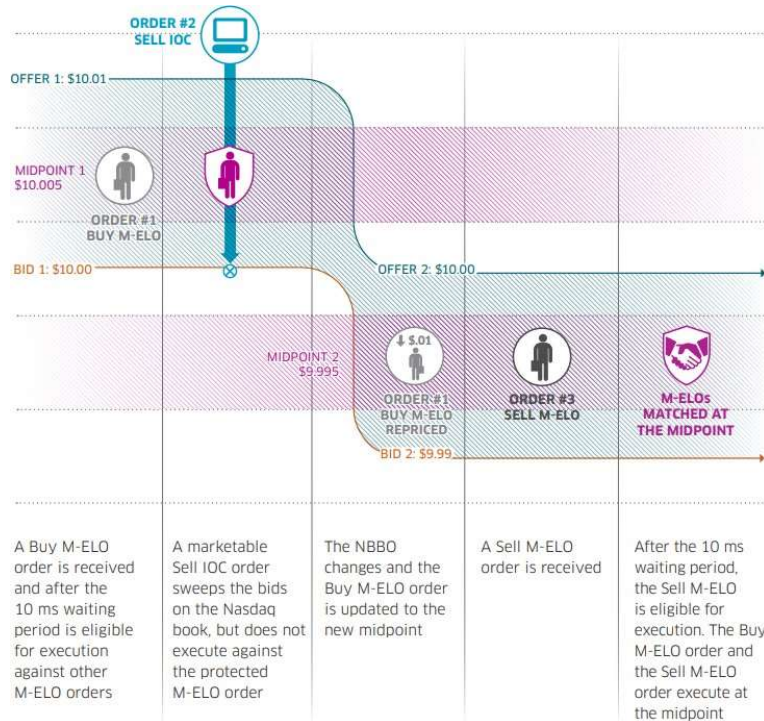 ORDER #2
SELL IOC
OFFER 1: $10.01
MIDPOINT 1
$10.005
ORDER #1
BUY M-ELO
BID 1: $10.00
OFFER 2: $10.00
MIDPOINT 2
$9.995
↓ $.01
ORDER #1
BUY M-ELO
REPRICED
ORDER #3
SELL M-ELO
M-ELOs
MATCHED AT
THE MIDPOINT
BID 2: $9.99
A Buy M-ELO
order is received
and after the
10 ms waiting
period is eligible
for execution
against other
M-ELO orders
A marketable
Sell IOC order
sweeps the bids
on the Nasdaq
book, but does not
execute against
the protected
M-ELO order
The NBBO
changes and the
Buy M-ELO order
is updated to the
new midpoint
A Sell M-ELO
order is received
After the 10 ms
waiting period,
the Sell M-ELO
is eligible for
execution. The Buy
M-ELO order and
the Sell M-ELO
order execute at
the midpoint